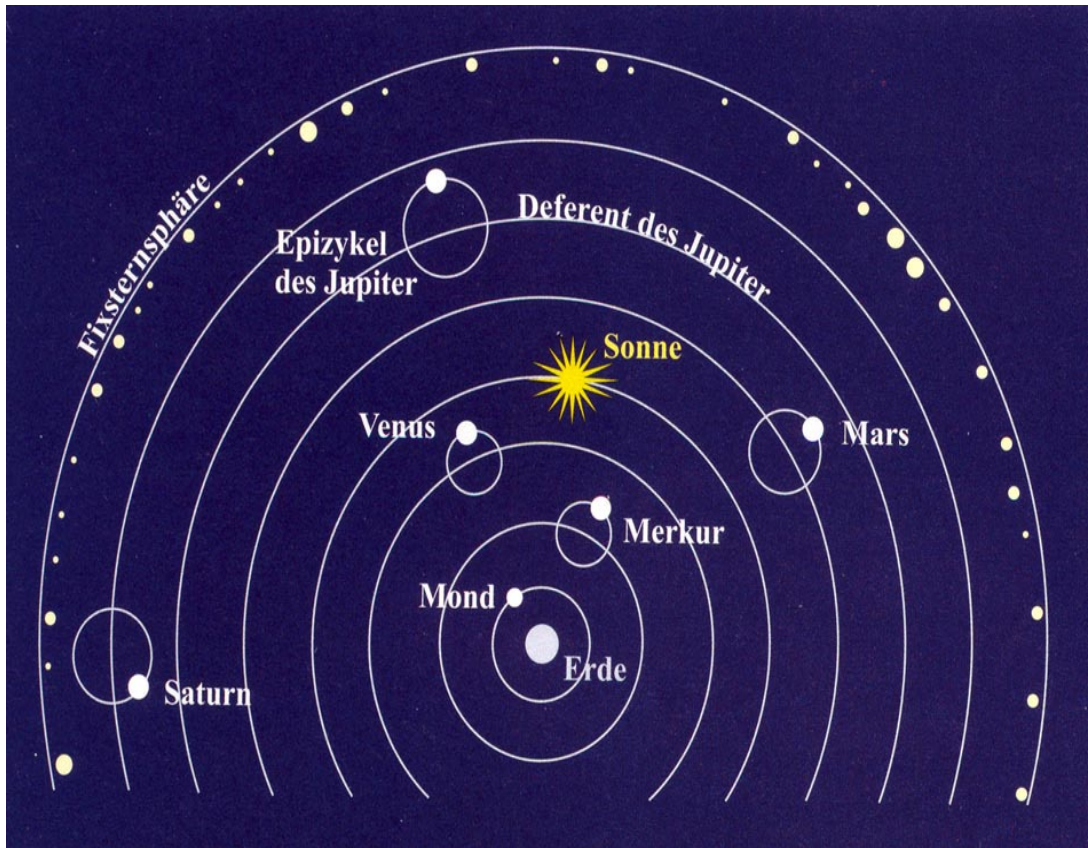 Fixsternsphäre
Epizykel
des Jupiter
Deferent des Jupiter
Sonne
Venus
Mars
Merkur
Mond
Erde
Saturn